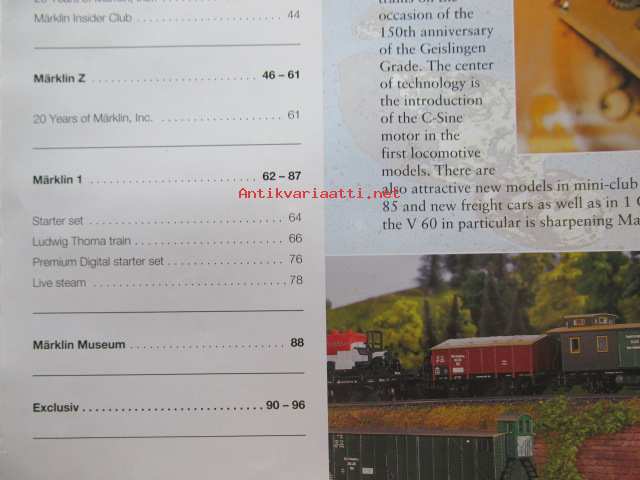 Märklin Insider Club 44
Märklin Z 46 – 61
20 Years of Märklin, Inc. 61
Märklin 1 62 – 87
Starter set 64
Ludwig Thoma train 66
Premium Digital starter set 76
Live steam 78
Märklin Museum 88
Exclusiv 90 – 96
occasion of the
150th anniversary
of the Geislingen
Grade. The center
of technology is
the introduction
of the C-Sine
motor in the
first locomotive
models. There are
also attractive new models in mini-club
85 and new freight cars as well as in 1
the V 60 in particular is sharpening
Antikvariaatti.net